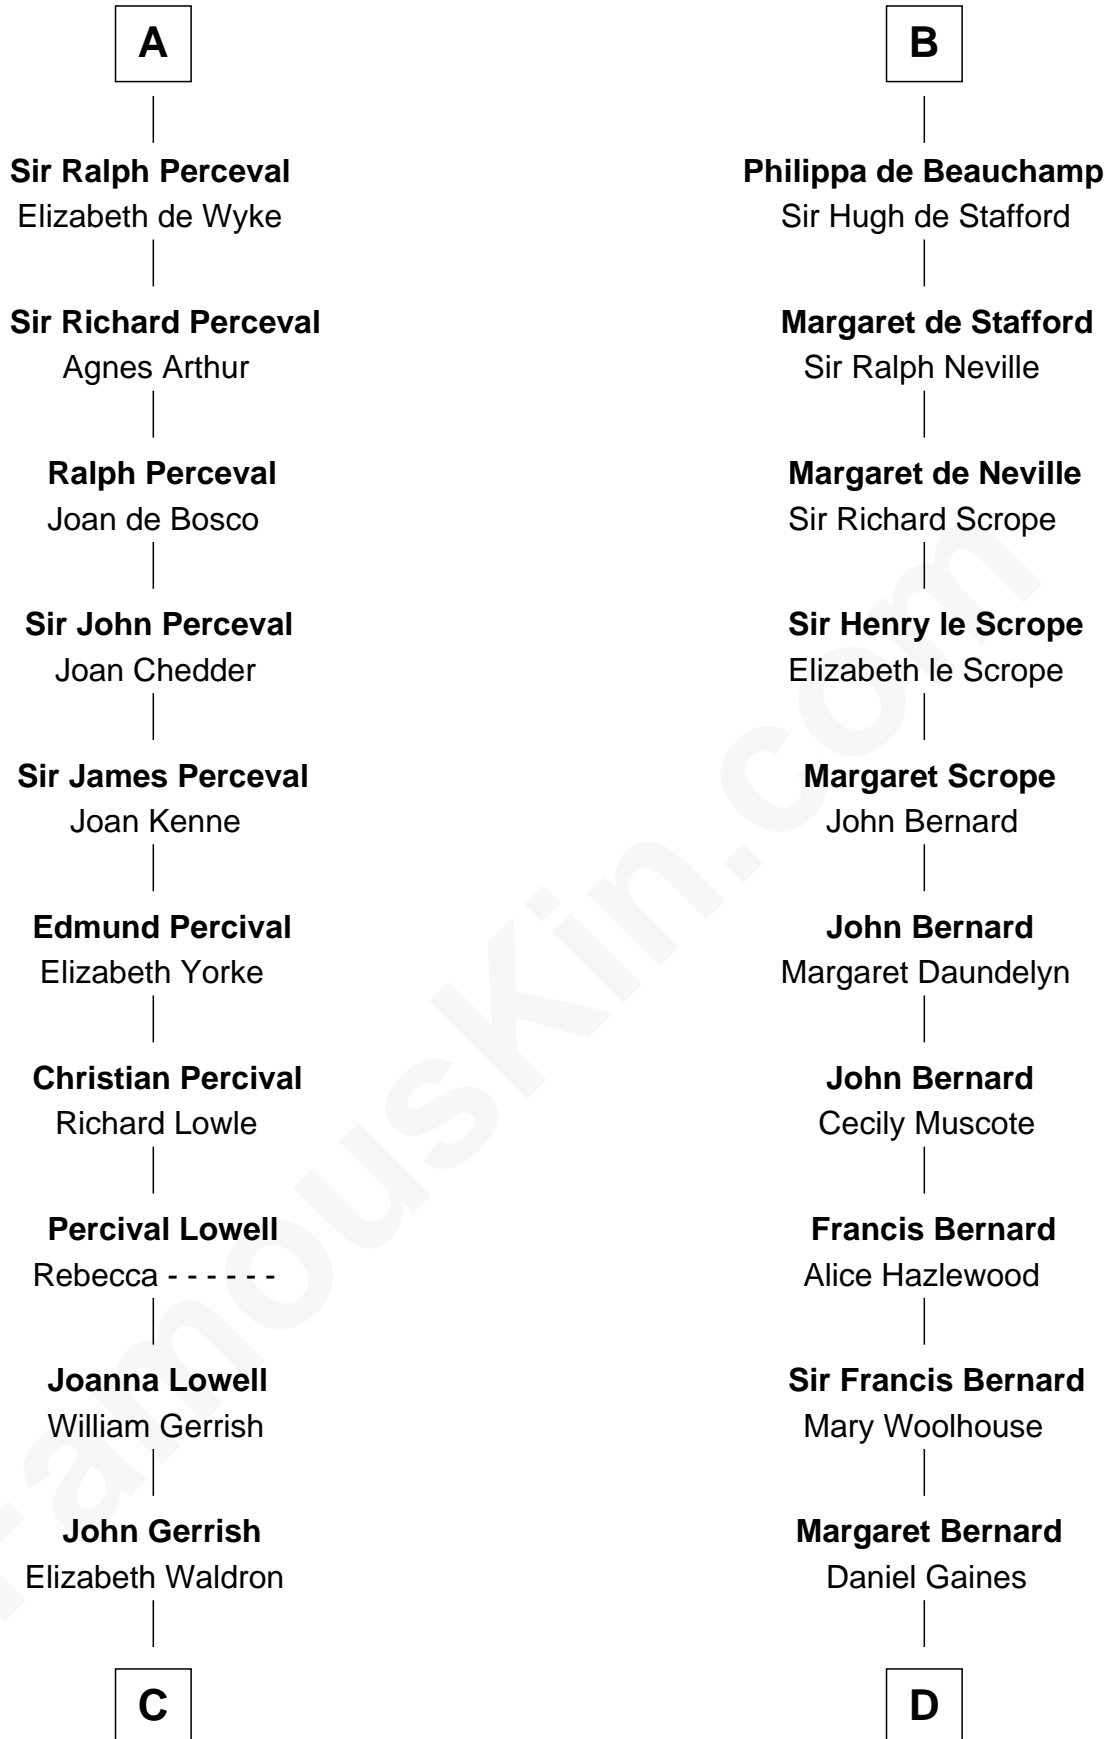 A
Sir Ralph Perceval
Elizabeth de Wyke
Sir Richard Perceval
Agnes Arthur
Ralph Perceval
Joan de Bosco
Sir John Perceval
Joan Chedder
Sir James Perceval
Joan Kenne
Edmund Percival
Elizabeth Yorke
Christian Percival
Richard Lowle
Percival Lowell
Rebecca - - - - - -
Joanna Lowell
William Gerrish
John Gerrish
Elizabeth Waldron
C
B
Philippa de Beauchamp
Sir Hugh de Stafford
Margaret de Stafford
Sir Ralph Neville
Margaret de Neville
Sir Richard Scrope
Sir Henry le Scrope
Elizabeth le Scrope
Margaret Scrope
John Bernard
John Bernard
Margaret Daundelyn
John Bernard
Cecily Muscote
Francis Bernard
Alice Hazlewood
Sir Francis Bernard
Mary Woolhouse
Margaret Bernard
Daniel Gaines
D
FamousKin.com